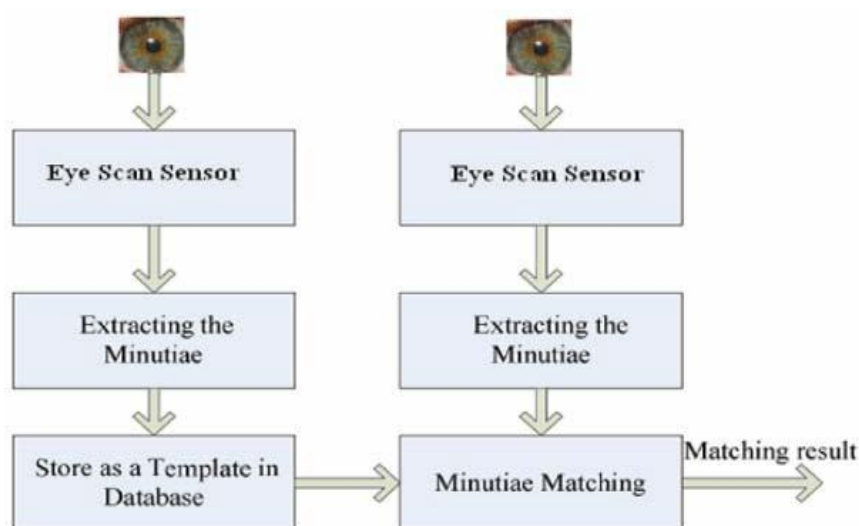 Eye Scan Sensor
Eye Scan Sensor
Extracting the
Minutiae
Extracting the
Minutiae
Store as a Template in
Database
Minutiae Matching
Matching result